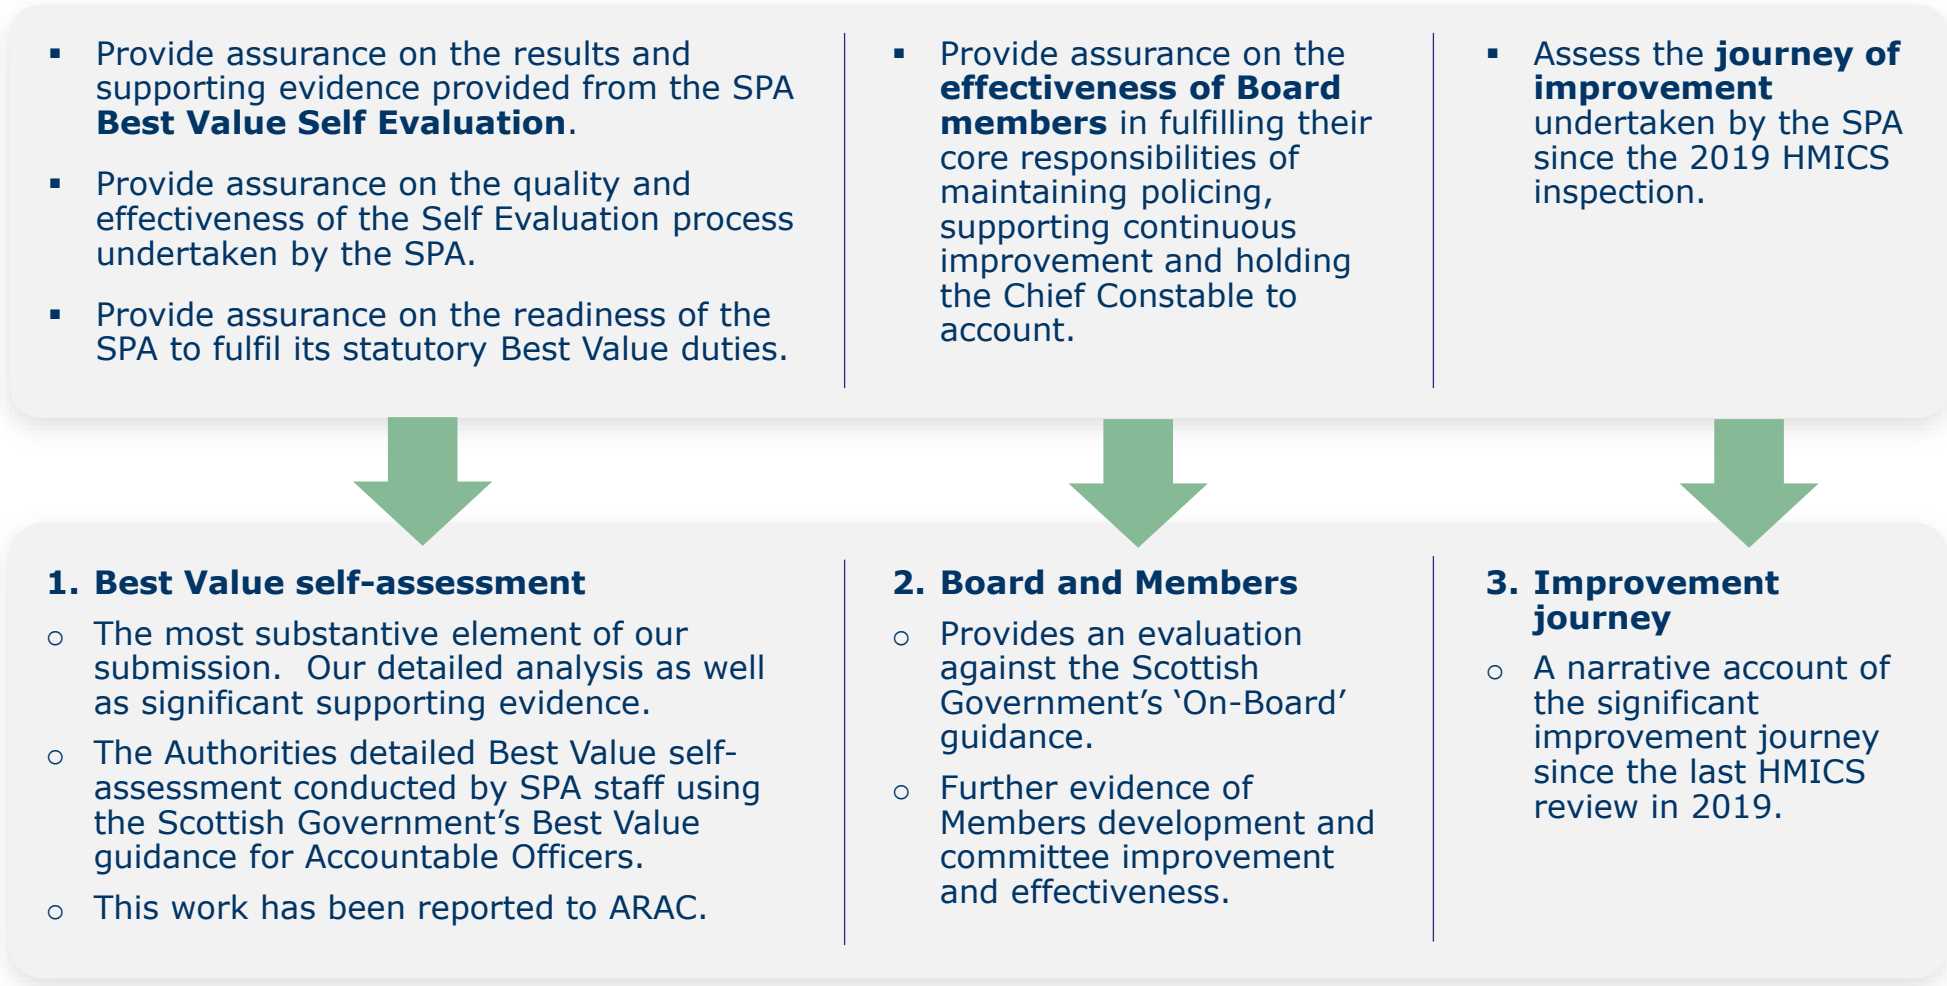 ▪ Provide assurance on the results and
supporting evidence provided from the SPA
Best Value Self Evaluation.
▪ Provide assurance on the quality and
effectiveness of the Self Evaluation process
undertaken by the SPA.
▪ Provide assurance on the readiness of the
SPA to fulfil its statutory Best Value duties.
▪ Provide assurance on the
effectiveness of Board
members in fulfilling their
core responsibilities of
maintaining policing,
supporting continuous
improvement and holding
the Chief Constable to
account.
▪ Assess the journey of
improvement
undertaken by the SPA
since the 2019 HMICS
inspection.
1. Best Value self-assessment
o The most substantive element of our
submission.  Our detailed analysis as well
as significant supporting evidence.
o The Authorities detailed Best Value self-
assessment conducted by SPA staff using
the Scottish Government’s Best Value
guidance for Accountable Officers.
o This work has been reported to ARAC.
2. Board and Members
o Provides an evaluation
against the Scottish
Government’s ‘On-Board’
guidance.
o Further evidence of
Members development and
committee improvement
and effectiveness.
3. Improvement
journey
o A narrative account of
the significant
improvement journey
since the last HMICS
review in 2019.